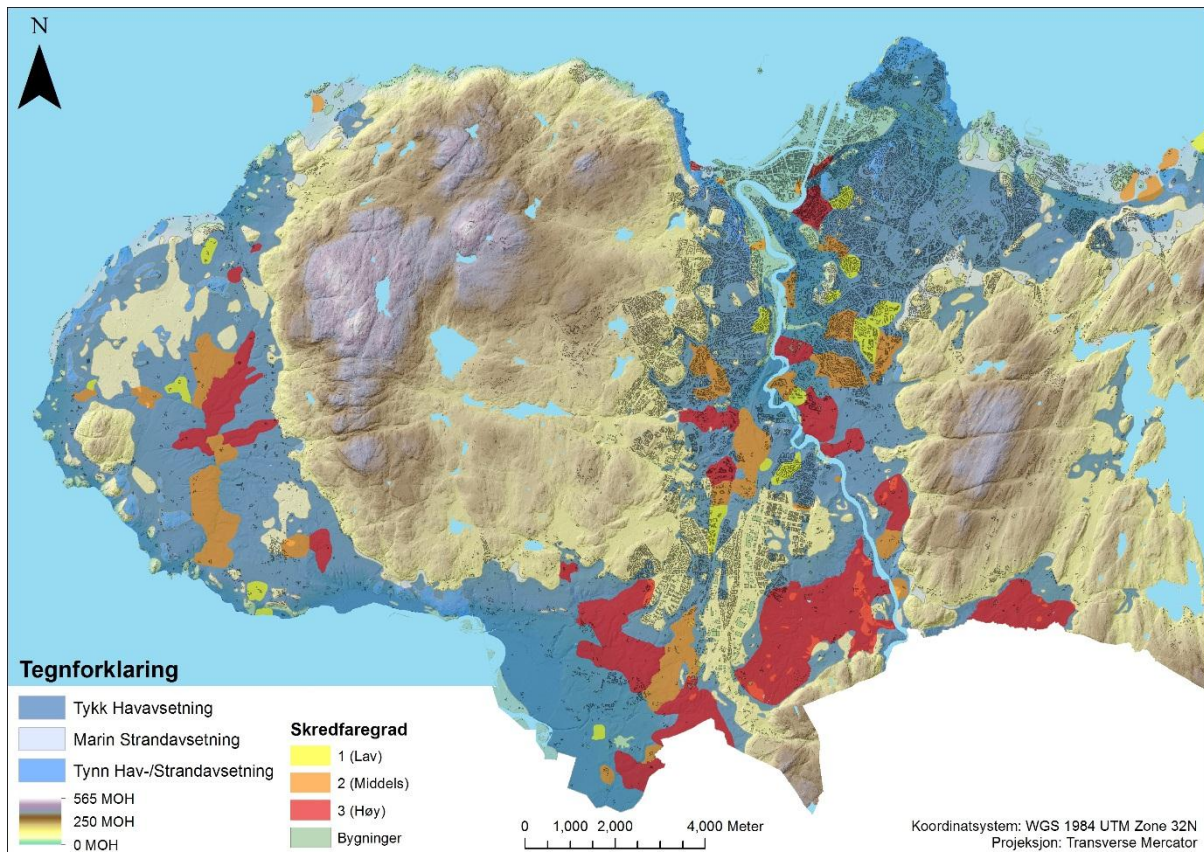 N
Tegnforklaring
Tykk Havavsetning
Marin Strandavsetning
Tynn Hav-/Strandavsetning
565 MOH
250 MOH
0 MOH
Skredfaregrad
1 (Lav)
2 (Middels)
3 (Høy)
Bygninger
0 1,000 2,000 4,000 Meter
Koordinatsystem: WGS 1984 UTM Zone 32N
Projeksjon: Transverse Mercator